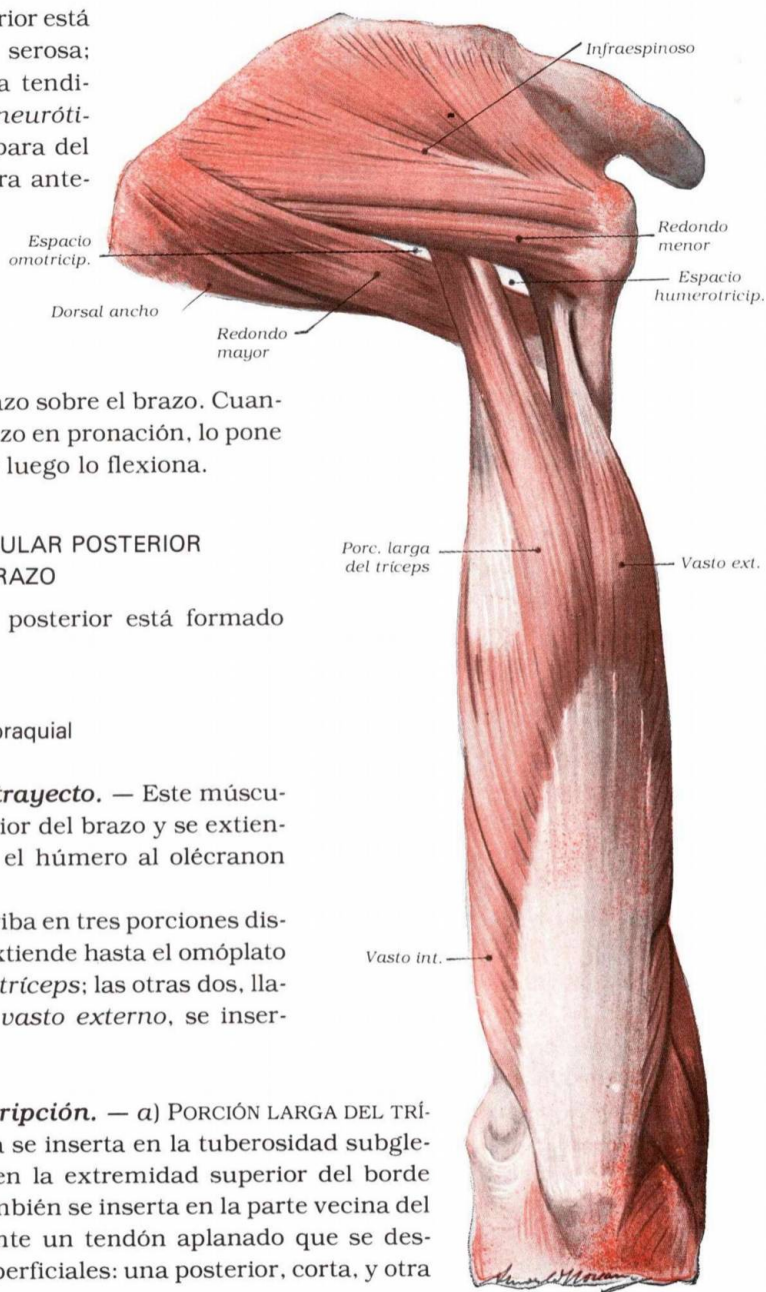 rior está
serosa;
a tendi-
neuróti-
para del
ra ante-
Infraespinoso
Espacio
omotricip.
Redondo
menor
Espacio
humerotricip.
Dorsal ancho
Redondo
mayor
azo sobre el brazo. Cuan-
zo en pronación, lo pone
luego lo flexiona.
ULAR POSTERIOR
RAZO
posterior está formado
Porc. larga
del tríceps
Vasto ext.
braquial
trayecto. — Este múscu-
ior del brazo y se extien-
el húmero al olécranon
riba en tres porciones dis-
xtiende hasta el omóplato
tríceps; las otras dos, lla-
vasto externo, se inser-
Vasto int.
ripción. — a) PORCIÓN LARGA DEL TRÍ-
a se inserta en la tuberosidad subgle-
en la extremidad superior del borde
mbién se inserta en la parte vecina del
nte un tendón aplanado que se des-
perficiales: una posterior, corta, y otra